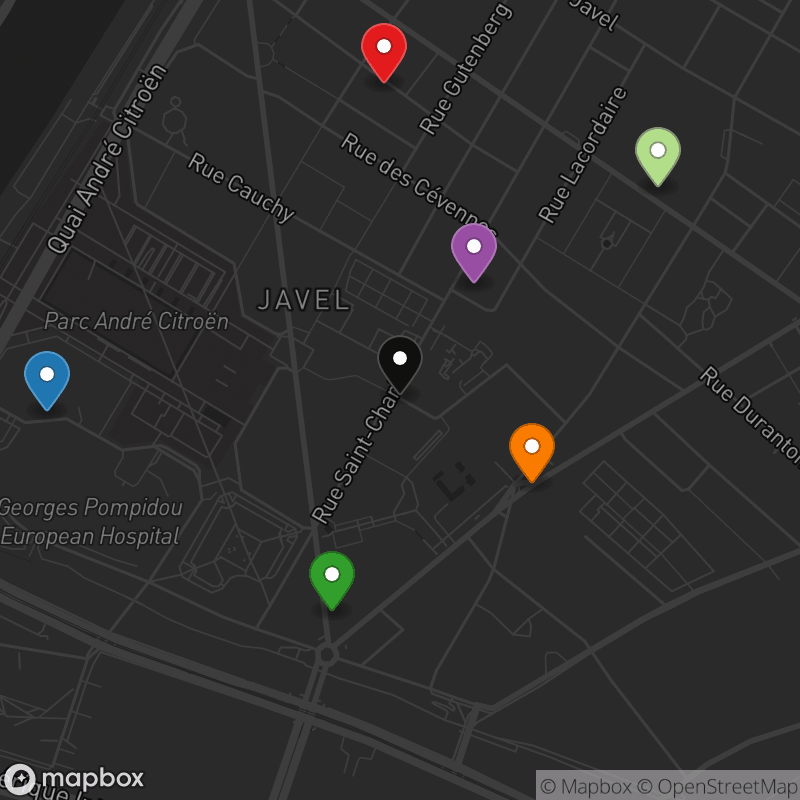 Javel
Rue Gutenberg
Quai André Citroën
Rue Lacordaire
Rue des Cévennes
Rue Cauchy
JAVEL
Parc André Citroën
Rue Saint-Char
Rue Duranton
Georges Pompidou
European Hospital
mapbox
© Mapbox © OpenStreetMap